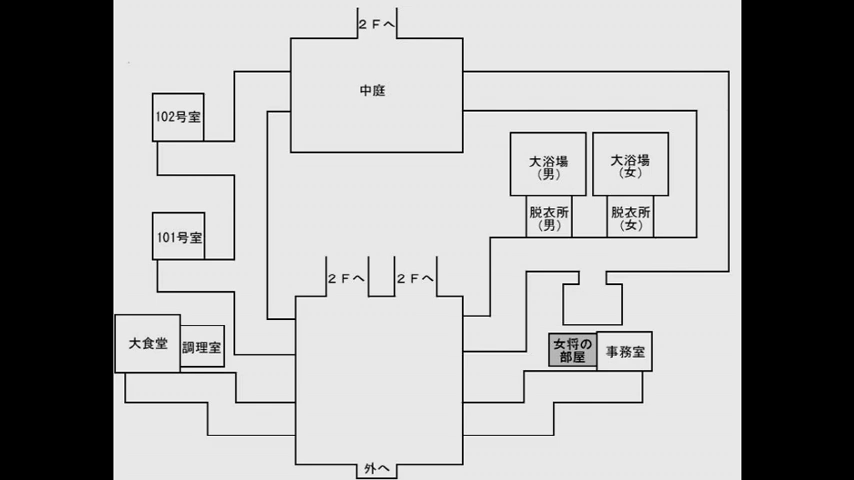 ２Ｆへ
中庭
102号室
大浴場
(男)
大浴場
(女)
脱衣所
(男)
脱衣所
(女)
101号室
２Ｆへ
２Ｆへ
大食堂
調理室
女将の
部屋
事務室
外へ